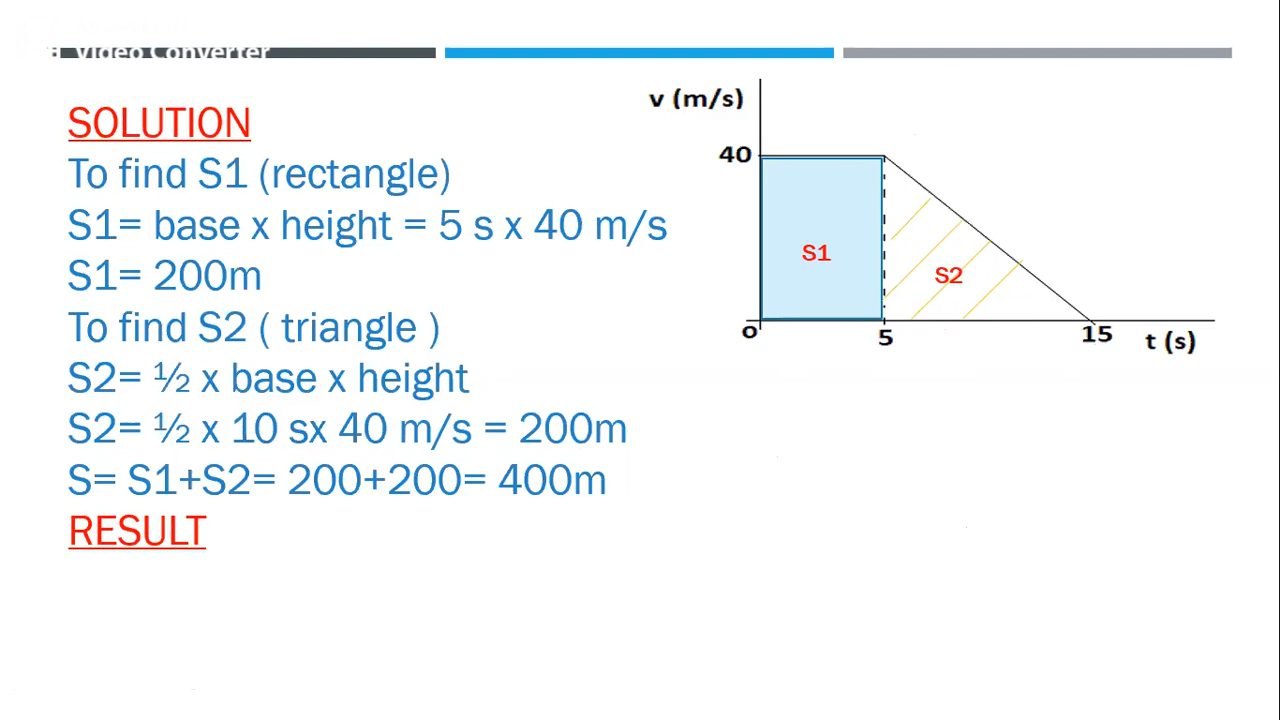 Video Converter
SOLUTION
To find S1 (rectangle)
S1= base x height = 5 s x 40 m/s
S1= 200m
To find S2 ( triangle )
S2= ½ x base x height
S2= ½ x 10 sx 40 m/s = 200m
S= S1+S2= 200+200= 400m
RESULT
v (m/s)
40
S1
S2
o
5
15
t (s)